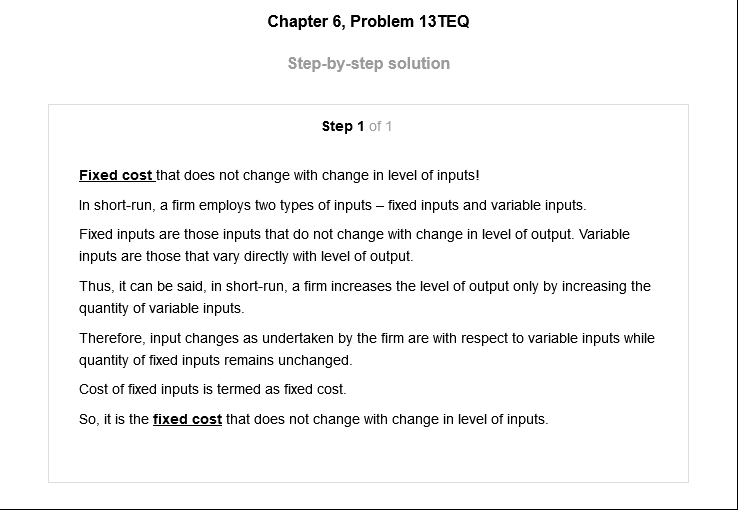 Chapter 6, Problem 13TEQ
Step-by-step solution
Step 1 of 1
Fixed cost that does not change with change in level of inputs!
In short-run, a firm employs two types of inputs – fixed inputs and variable inputs.
Fixed inputs are those inputs that do not change with change in level of output. Variable
inputs are those that vary directly with level of output.
Thus, it can be said, in short-run, a firm increases the level of output only by increasing the
quantity of variable inputs.
Therefore, input changes as undertaken by the firm are with respect to variable inputs while
quantity of fixed inputs remains unchanged.
Cost of fixed inputs is termed as fixed cost.
So, it is the fixed cost that does not change with change in level of inputs.